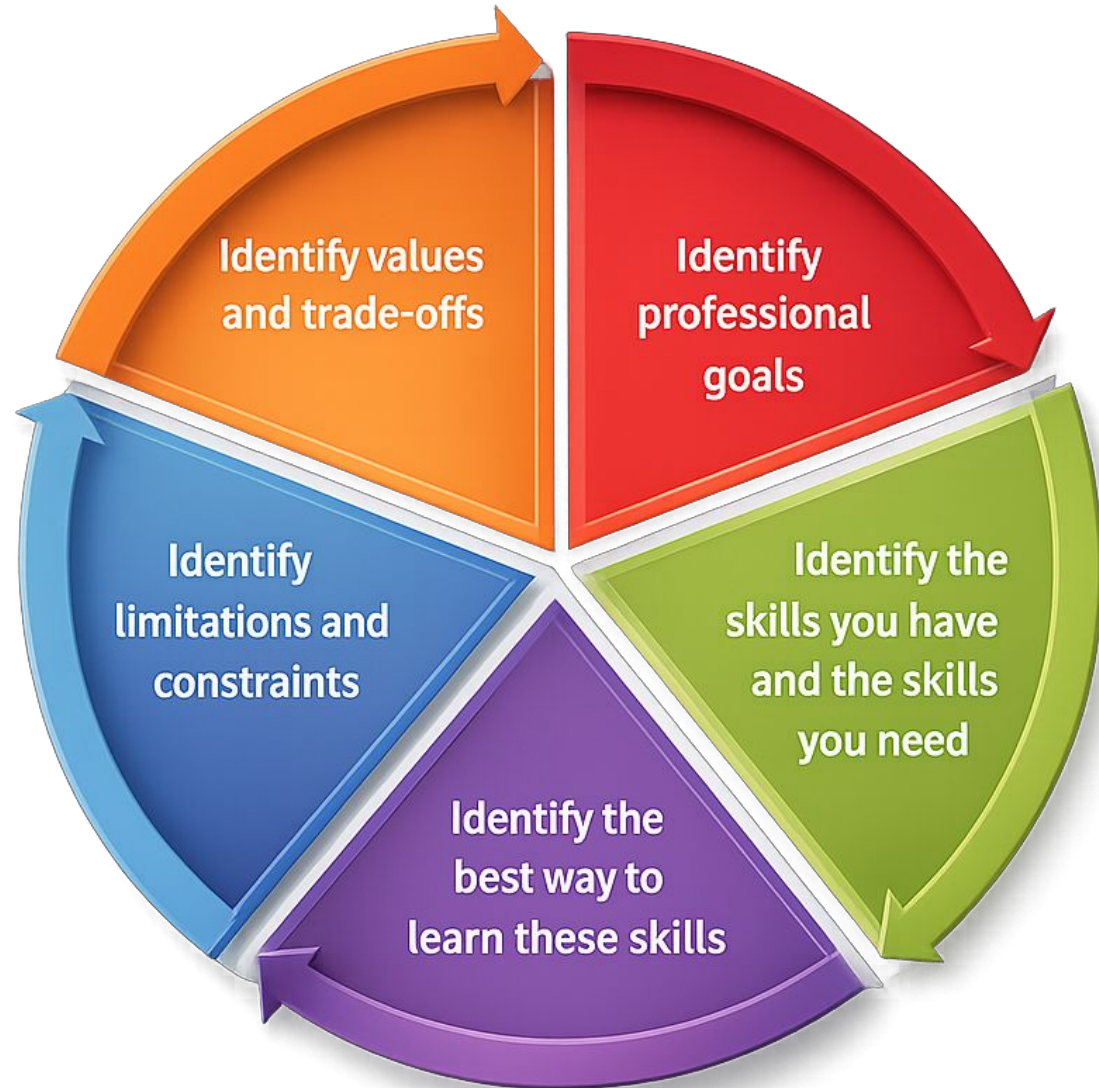 Identify values
and trade-offs
Identify
professional
goals
Identify the
skills you have
and the skills
you need
Identify the
best way to
learn these skills
Identify
limitations and
constraints